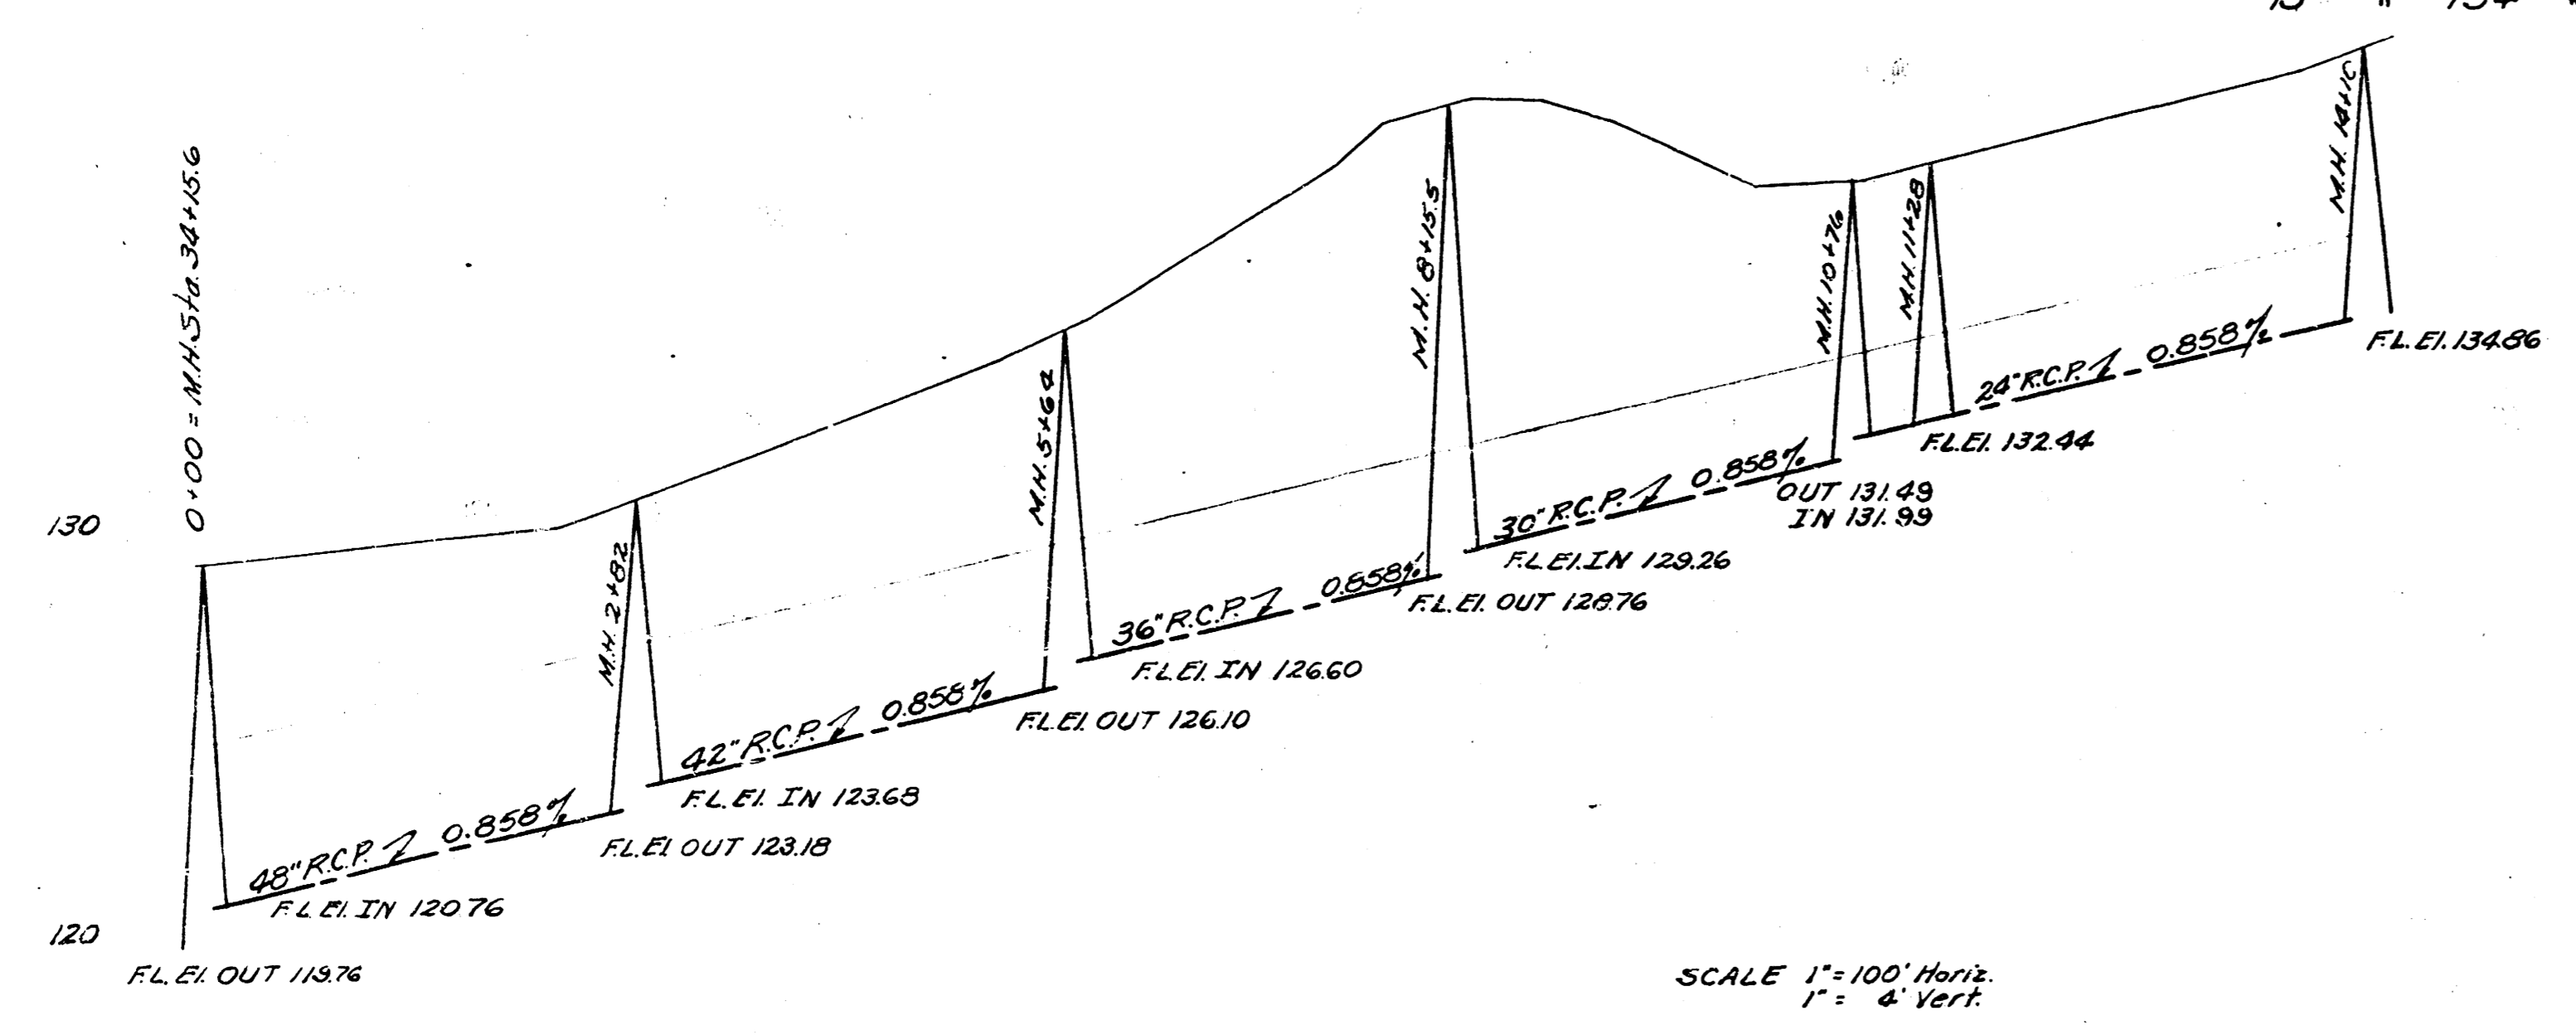 0+00 = M.H. Sta. 34+15.6
130
120
F.L. El. OUT 119.76
48" R.C.P. 0.858%
F.L. El. IN 120.76
M.H. 2+82
F.L. El. OUT 123.18
42" R.C.P. 0.858%
F.L. El. IN 123.68
M.H. 5+64
F.L. El. OUT 126.10
36" R.C.P. 0.858%
F.L. El. IN 126.60
M.H. 8+15.5
F.L. El. OUT 128.76
30" R.C.P. 0.858%
F.L. El. IN 129.26
M.H. 10+76
OUT 131.49
IN 131.99
M.H. 11+28
F.L. El. 132.44
24" R.C.P. 0.858%
M.H. 14+10
F.L. El. 134.86
SCALE 1"=100' Horiz.
1"= 4' Vert.